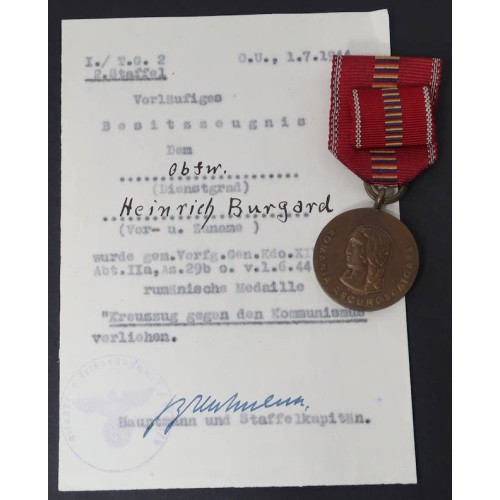 I./ T.G. 2 O.U., 1.7.1944
2.Staffel
Vorläufiges
Besitzzeugnis
Dem
Obfw.
(Dienstgrad)
Heinrich Burgard
(Vor- u. Zuname )
wurde gem.Verfg.Gen.Kdo.XII
Abt.IIa,Az.29b o. v.1.6.44
rumänische Medaille
"Kreuzzug gegen den Kommunismus
verliehen.
Hauptmann und Staffelkapitän.